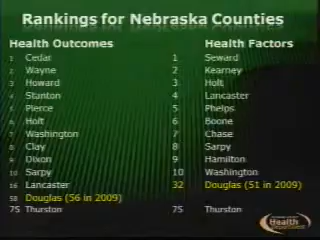 Rankings for Nebraska Counties
Health Outcomes Health Factors
1 Cedar 1 Seward
2 Wayne 2 Kearney
3 Howard 3 Holt
4 Stanton 4 Lancaster
5 Pierce 5 Phelps
6 Holt 6 Boone
7 Washington 7 Chase
8 Clay 8 Sarpy
9 Dixon 9 Hamilton
10 Sarpy 10 Washington
16 Lancaster 32 Douglas (51 in 2009)
58 Douglas (56 in 2009)
75 Thurston 75 Thurston
Health